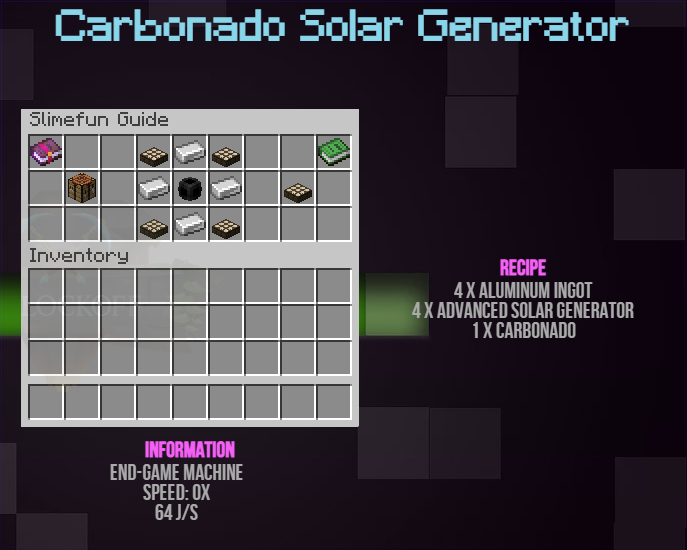 Carbonado Solar Generator
Slimefun Guide
Inventory
LOCKOFF
RECIPE
4 X ALUMINUM INGOT
4 X ADVANCED SOLAR GENERATOR
1 X CARBONADO
INFORMATION
END-GAME MACHINE
SPEED: 0X
64 J/S